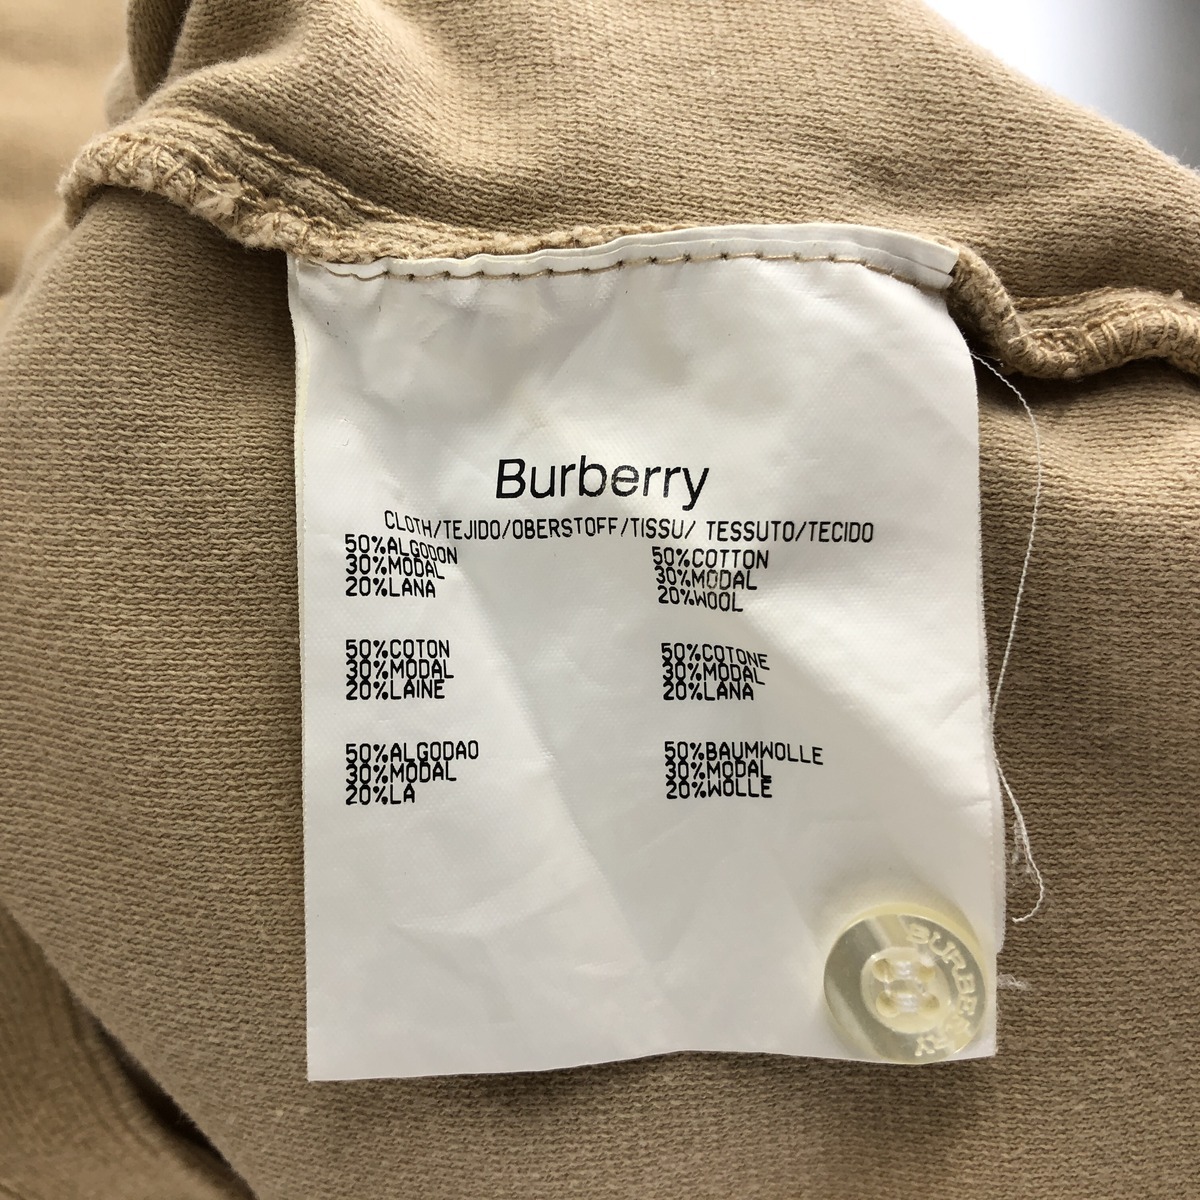 Burberry
CLOTH/TEJIDO/OBERSTOFF/TISSU/ TESSUTO/TECIDO
50%ALGODON
30%MODAL
20%LANA
50%COTTON
30%MODAL
20%WOOL
50%COTON
30%MODAL
20%LAINE
50%COTONE
30%MODAL
20%LANA
50%ALGODAO
30%MODAL
20%LA
50%BAUMWOLLE
30%MODAL
20%WOLLE
BURBERRY